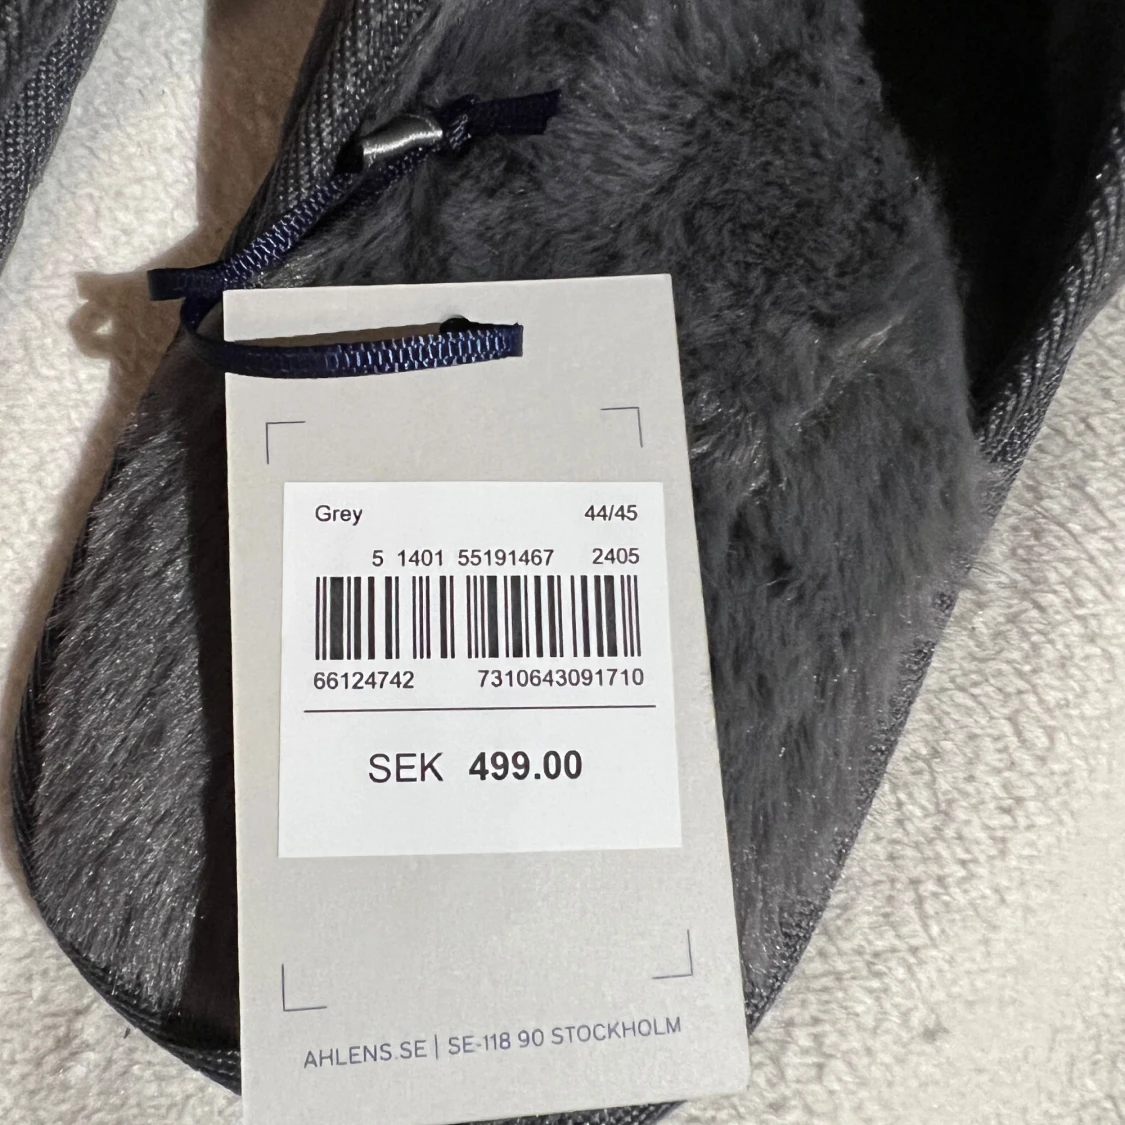 Grey 44/45
5 1401 55191467 2405
66124742 7310643091710
SEK 499.00
AHLENS.SE | SE-118 90 STOCKHOLM